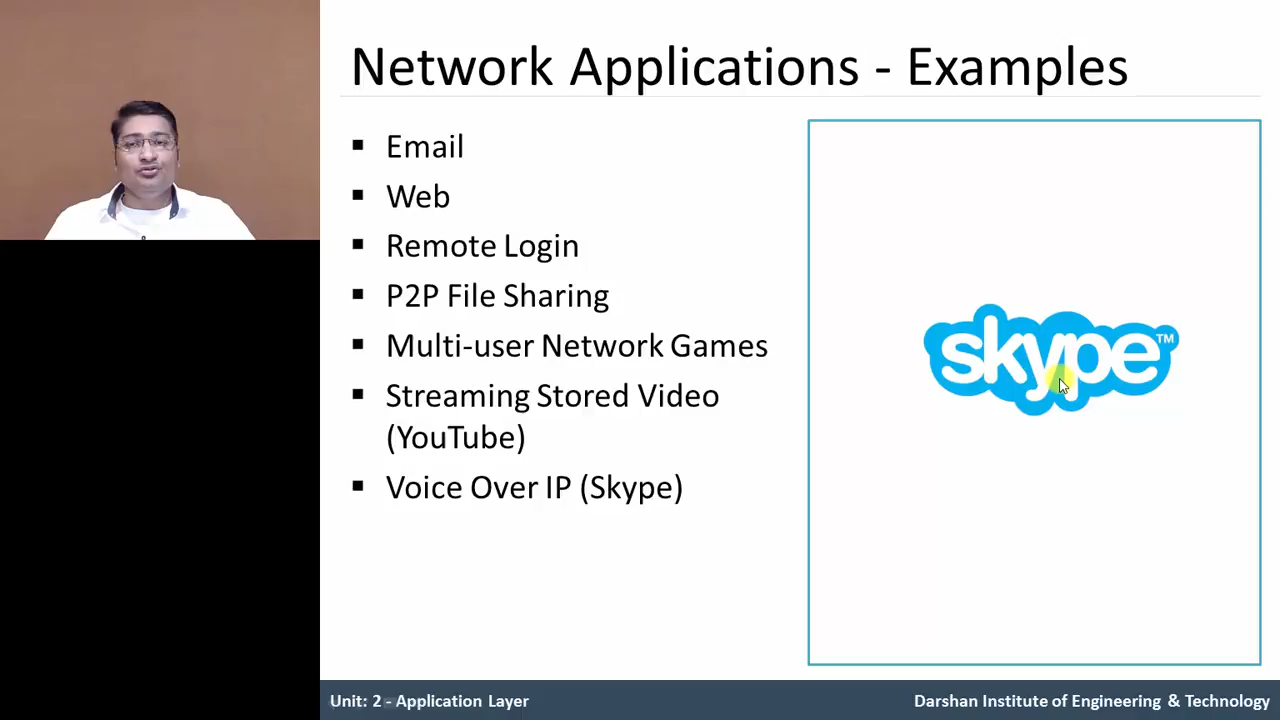 Network Applications - Examples
▪ Email
▪ Web
▪ Remote Login
▪ P2P File Sharing
▪ Multi-user Network Games
▪ Streaming Stored Video
(YouTube)
▪ Voice Over IP (Skype)
skype™
Unit: 2 - Application Layer
Darshan Institute of Engineering & Technology